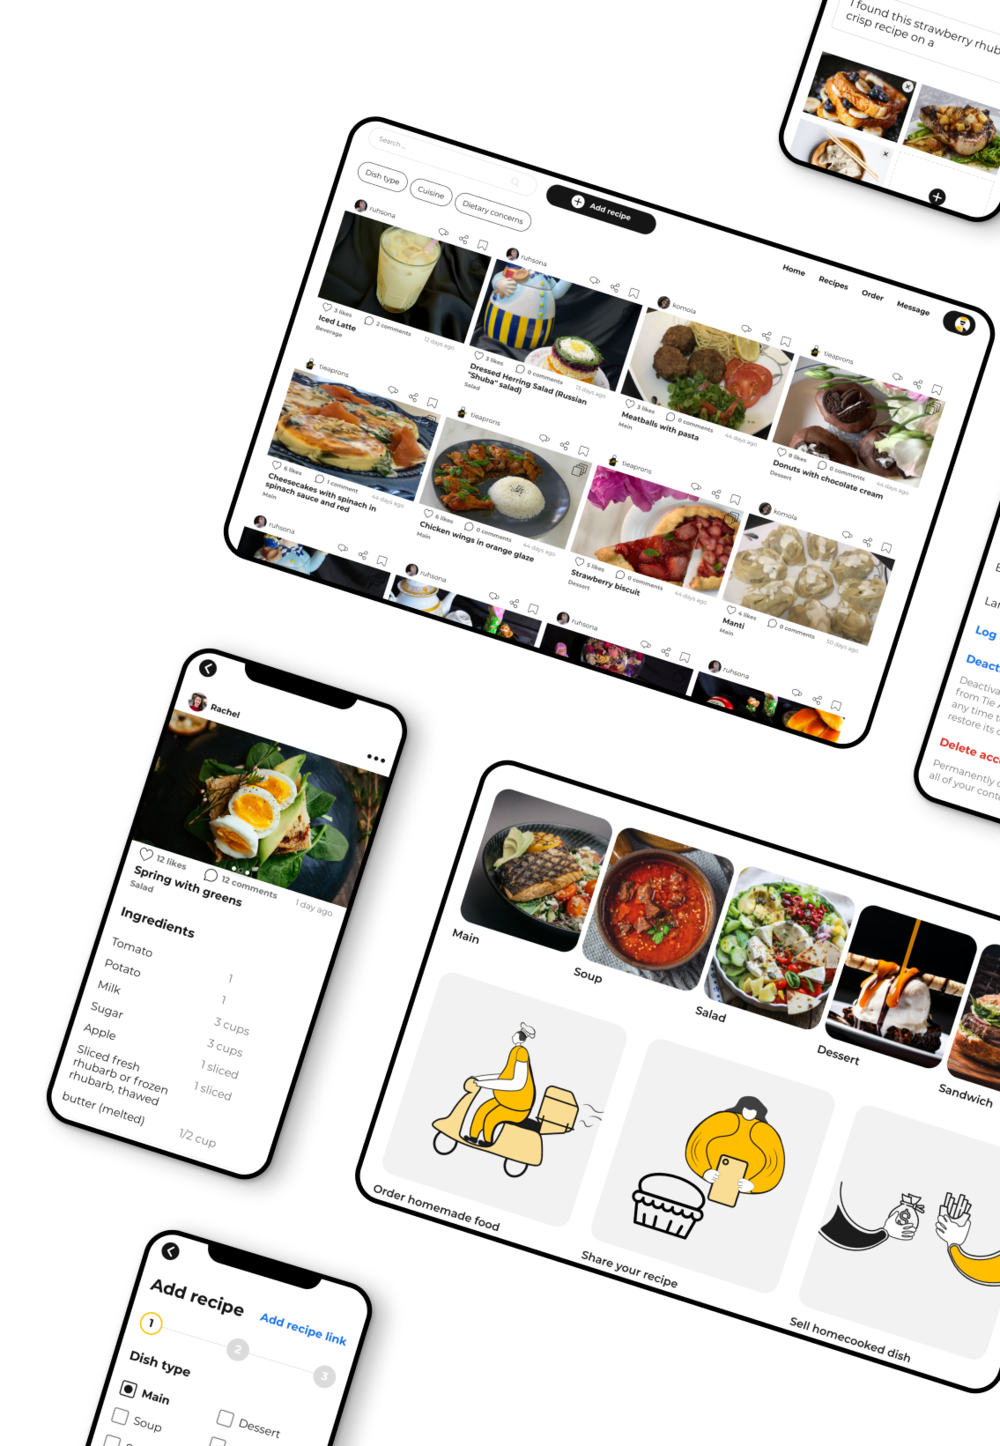 I found this strawberry rhub
crisp recipe on a
Search ...
Dish type
Cuisine
Dietary concerns
Add recipe
Home
Recipes
Order
Message
ruhsona
3 likes
2 comments
12 days ago
Iced Latte
Beverage
ruhsona
3 likes
0 comments
13 days ago
Dressed Herring Salad (Russian
"Shuba" salad)
Salad
komola
3 likes
0 comments
44 days ago
Meatballs with pasta
Main
tieaprons
8 likes
0 comments
44 days ago
Donuts with chocolate cream
Dessert
tieaprons
6 likes
1 comment
44 days ago
Cheesecakes with spinach in
spinach sauce and red
Main
tieaprons
6 likes
0 comments
44 days ago
Chicken wings in orange glaze
Main
tieaprons
5 likes
0 comments
44 days ago
Strawberry biscuit
Dessert
komola
4 likes
0 comments
50 days ago
Manti
Main
ruhsona
ruhsona
ruhsona
ruhsona
Lar
Log
Deact
Deactiva
from Tie A
any time t
restore its c
Delete acc
Permanently d
all of your conte
Rachel
12 likes
12 comments
1 day ago
Spring with greens
Salad
Ingredients
Tomato
1
Potato
1
Milk
3 cups
Sugar
3 cups
Apple
1 sliced
Sliced fresh
rhubarb or frozen
rhubarb, thawed
1 sliced
butter (melted)
1/2 cup
Main
Soup
Salad
Dessert
Sandwich
Order homemade food
Share your recipe
Sell homecooked dish
Add recipe
Add recipe link
1
2
3
Dish type
Main
Soup
Dessert